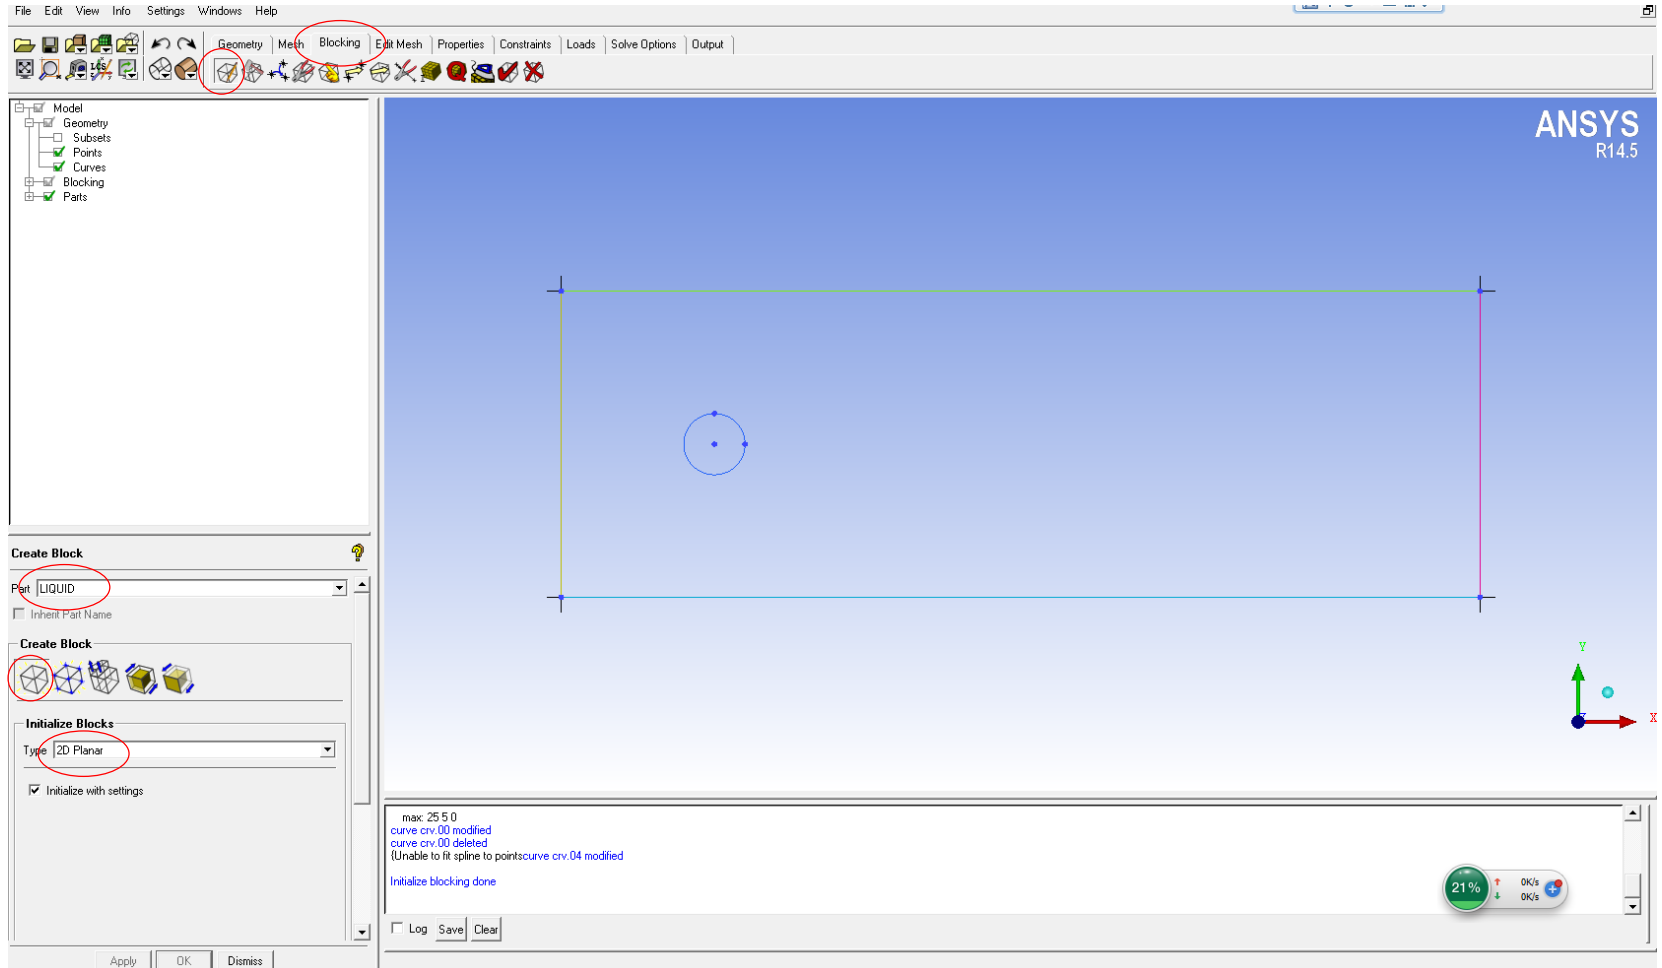 File Edit View Info Settings Windows Help
Geometry Mesh Blocking Edit Mesh Properties Constraints Loads Solve Options Output
Model
Geometry
Subsets
Points
Curves
Blocking
Parts
ANSYS
R14.5
Create Block
Part LIQUID
Inherit Part Name
Create Block
Initialize Blocks
Type 2D Planar
Initialize with settings
Apply OK Dismiss
Y
X
max: 25 5 0
curve crv.00 modified
curve crv.00 deleted
{Unable to fit spline to pointscurve crv.04 modified
Initialize blocking done
Log Save Clear
21%
0K/s
0K/s